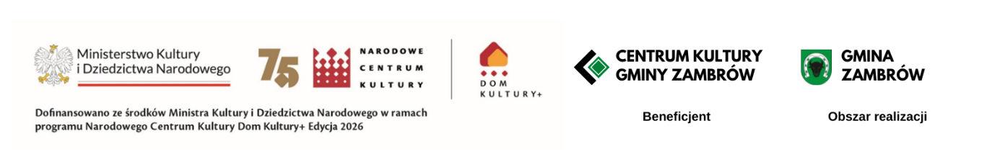 Ministerstwo Kultury
i Dziedzictwa Narodowego
75
NARODOWE
CENTRUM
KULTURY
DOM
KULTURY+
CENTRUM KULTURY
GMINY ZAMBRÓW
GMINA
ZAMBRÓW
Dofinansowano ze środków Ministra Kultury i Dziedzictwa Narodowego w ramach
programu Narodowego Centrum Kultury Dom Kultury+ Edycja 2026
Beneficjent
Obszar realizacji